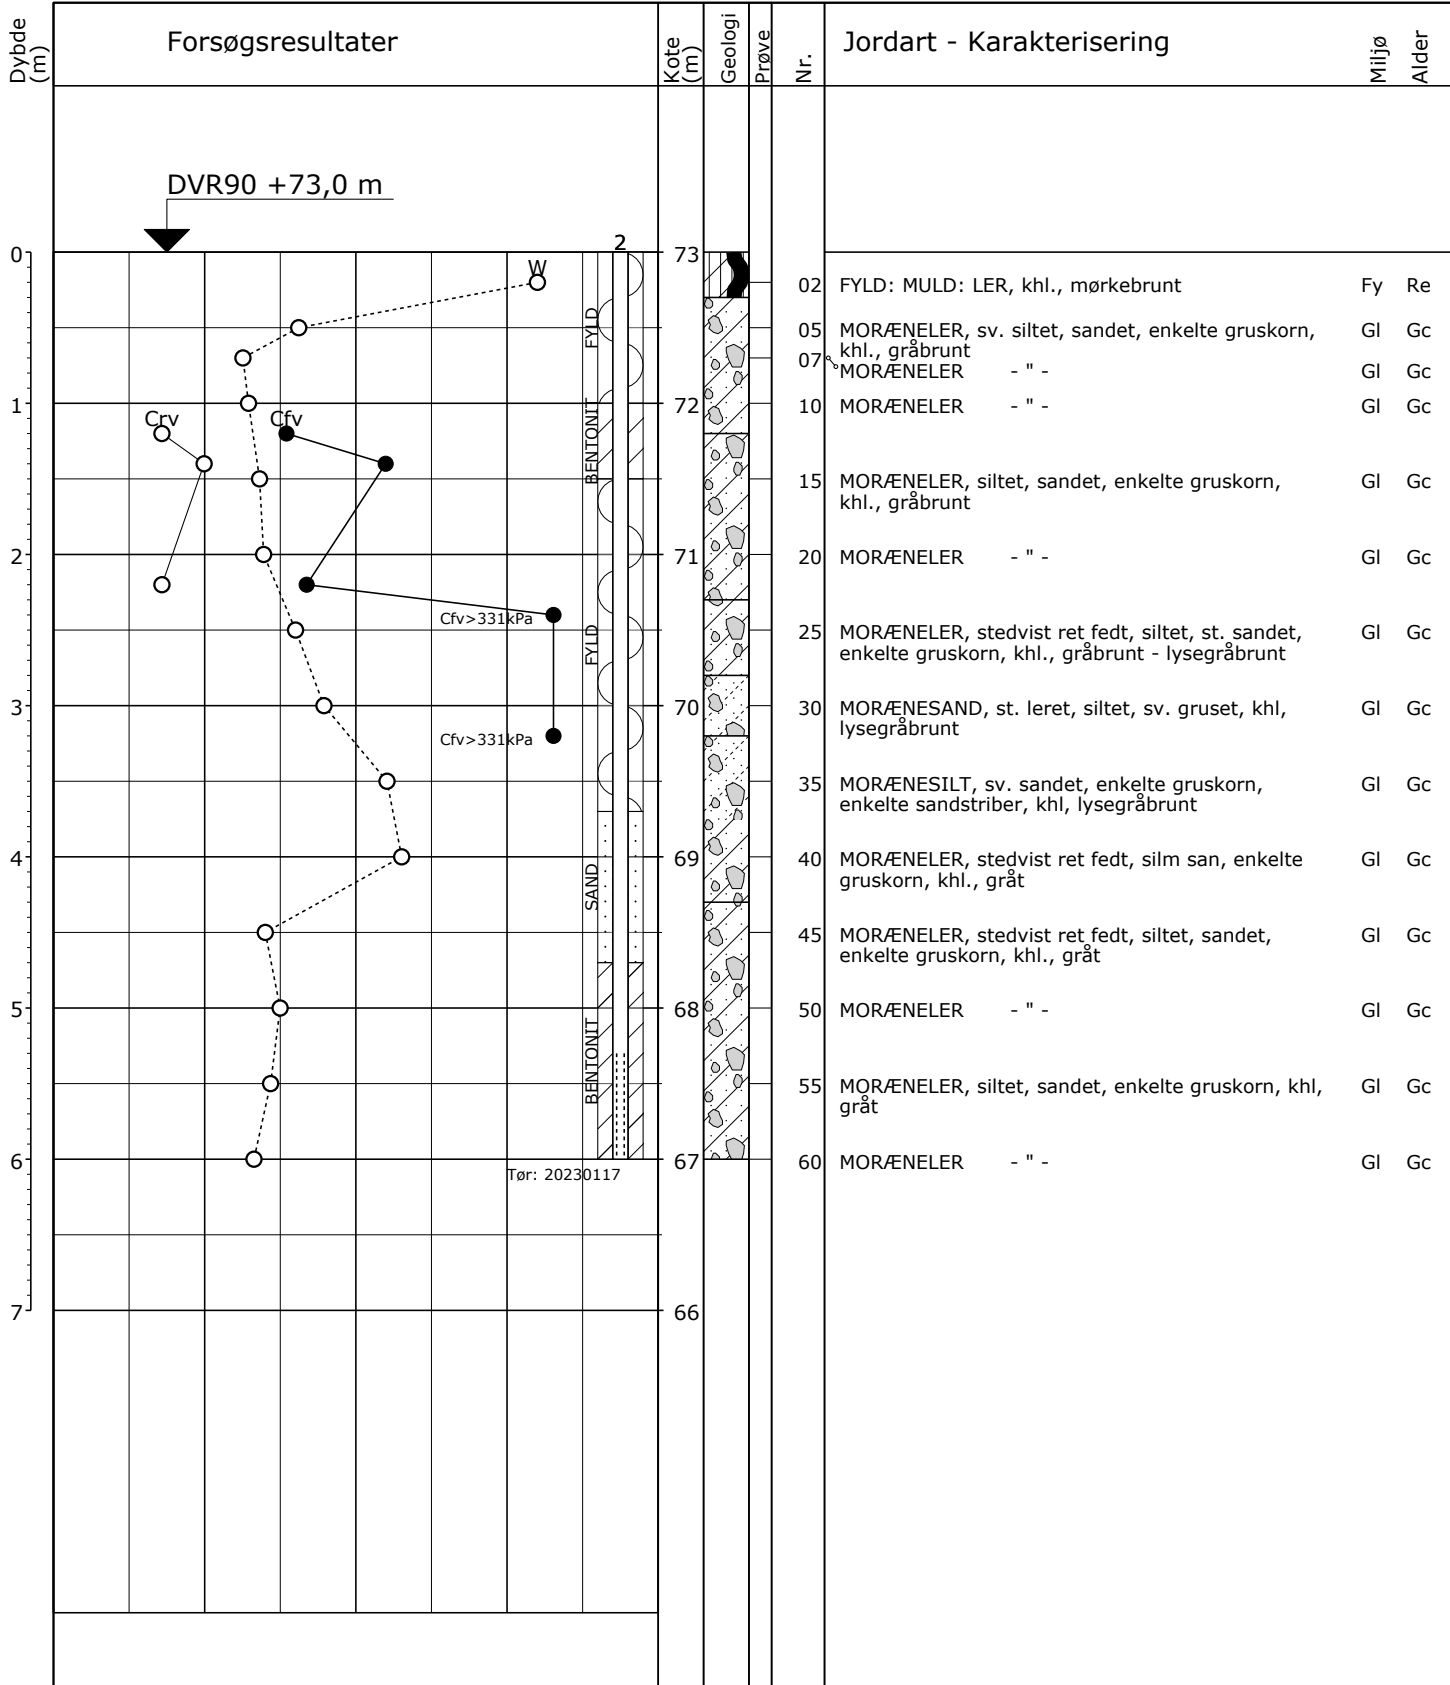 Dybde
(m)
Forsøgsresultater
Kote
(m)
Geologi
Prøve
Nr.
Jordart - Karakterisering
Miljø
Alder
DVR90 +73,0 m
2
0
W
73
02 FYLD: MULD: LER, khl., mørkebrunt Fy Re
FYLD
05 MORÆNELER, sv. siltet, sandet, enkelte gruskorn, Gl Gc
khl., gråbrunt
07 MORÆNELER - " - Gl Gc
1
72
10 MORÆNELER - " - Gl Gc
Crv
Cfv
BENTONIT
15 MORÆNELER, siltet, sandet, enkelte gruskorn, Gl Gc
khl., gråbrunt
2
71
20 MORÆNELER - " - Gl Gc
Cfv>331kPa
FYLD
25 MORÆNELER, stedvist ret fedt, siltet, st. sandet, Gl Gc
enkelte gruskorn, khl., gråbrunt - lysegråbrunt
3
70
30 MORÆNESAND, st. leret, siltet, sv. gruset, khl, Gl Gc
lysegråbrunt
Cfv>331kPa
35 MORÆNESILT, sv. sandet, enkelte gruskorn, Gl Gc
enkelte sandstriber, khl, lysegråbrunt
4
69
40 MORÆNELER, stedvist ret fedt, silm san, enkelte Gl Gc
gruskorn, khl., gråt
SAND
45 MORÆNELER, stedvist ret fedt, siltet, sandet, Gl Gc
enkelte gruskorn, khl., gråt
5
68
50 MORÆNELER - " - Gl Gc
BENTONIT
55 MORÆNELER, siltet, sandet, enkelte gruskorn, khl, Gl Gc
gråt
6
67
60 MORÆNELER - " - Gl Gc
Tør: 20230117
7
66